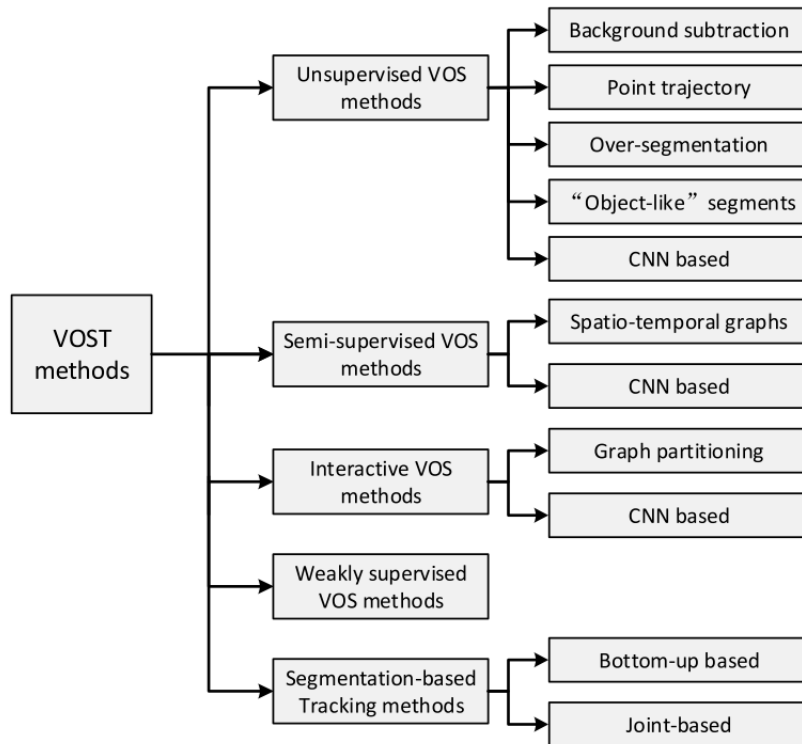 VOST
methods
Unsupervised VOS
methods
Background subtraction
Point trajectory
Over-segmentation
“Object-like” segments
CNN based
Semi-supervised VOS
methods
Spatio-temporal graphs
CNN based
Interactive VOS
methods
Graph partitioning
CNN based
Weakly supervised
VOS methods
Segmentation-based
Tracking methods
Bottom-up based
Joint-based